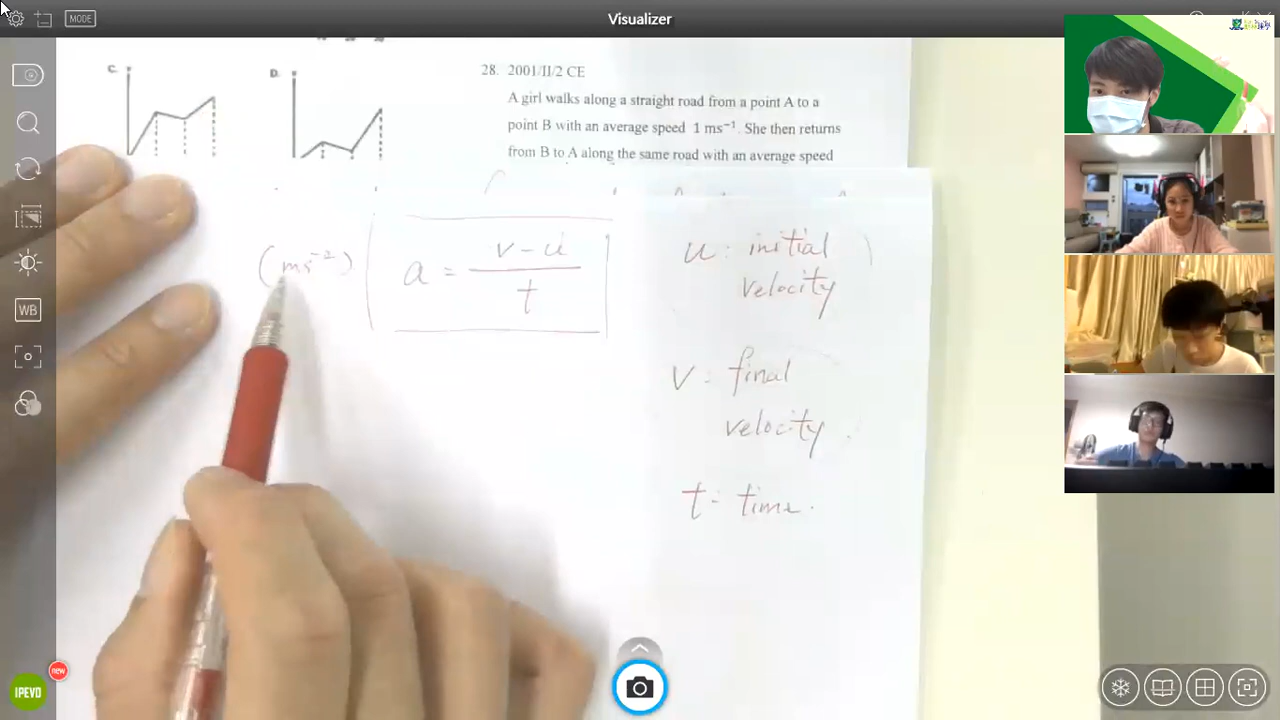 MODE
Visualizer
C.
D.
28. 2001/II/2 CE
A girl walks along a straight road from a point A to a
point B with an average speed 1 ms⁻¹. She then returns
from B to A along the same road with an average speed
(ms⁻²)
a = v - u / t
u : initial
velocity
v : final
velocity.
t = time.
WB
new
IPEVO